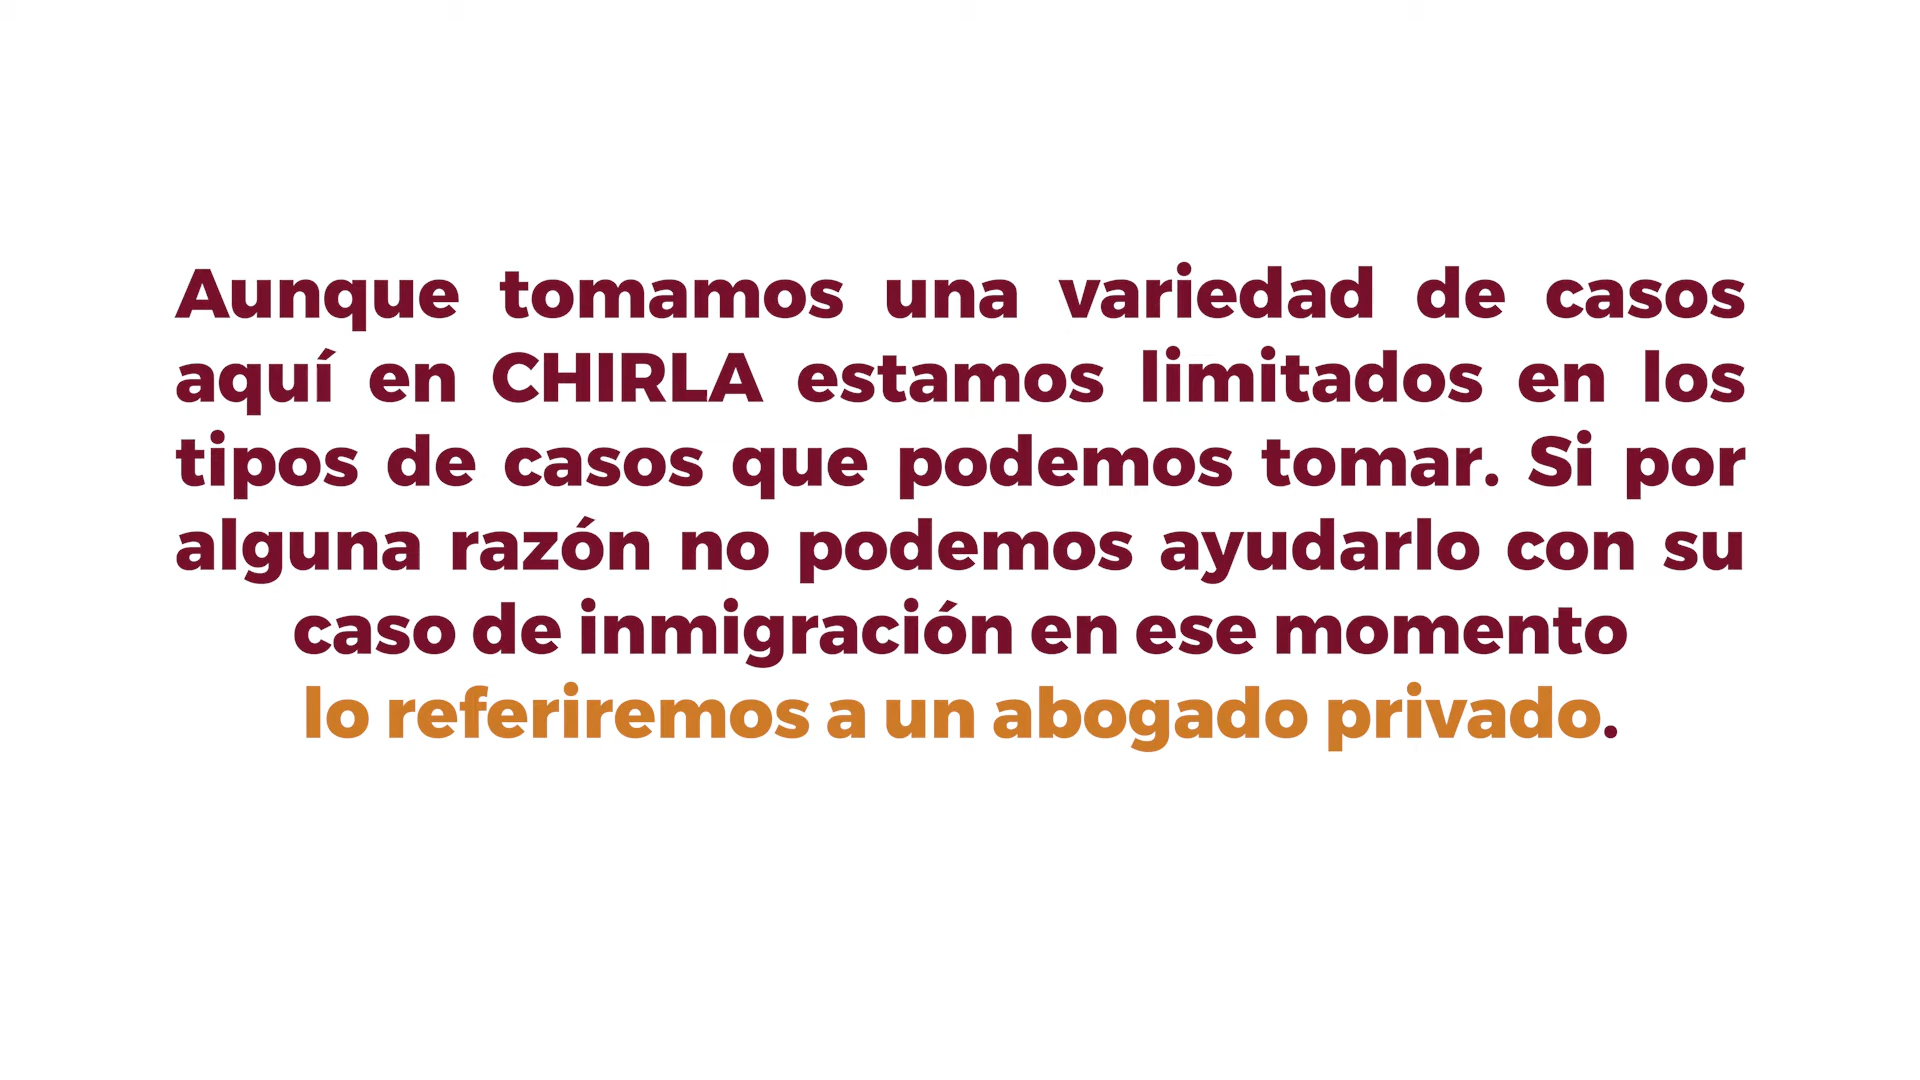 Aunque tomamos una variedad de casos
aquí en CHIRLA estamos limitados en los
tipos de casos que podemos tomar. Si por
alguna razón no podemos ayudarlo con su
caso de inmigración en ese momento
lo referiremos a un abogado privado.